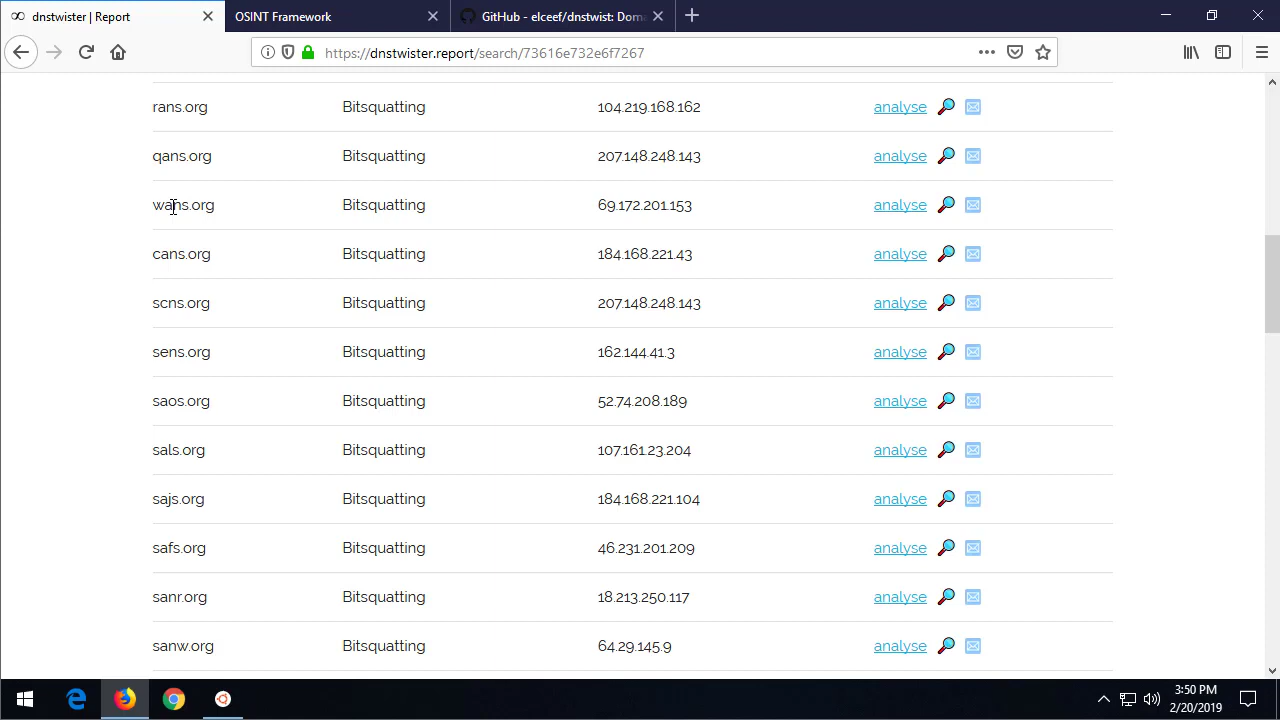 dnstwister | Report
OSINT Framework
GitHub - elceef/dnstwist: Doma
https://dnstwister.report/search/73616e732e6f7267
rans.org Bitsquatting 104.219.168.162 analyse
qans.org Bitsquatting 207.148.248.143 analyse
wans.org Bitsquatting 69.172.201.153 analyse
cans.org Bitsquatting 184.168.221.43 analyse
scns.org Bitsquatting 207.148.248.143 analyse
sens.org Bitsquatting 162.144.41.3 analyse
saos.org Bitsquatting 52.74.208.189 analyse
sals.org Bitsquatting 107.161.23.204 analyse
sajs.org Bitsquatting 184.168.221.104 analyse
safs.org Bitsquatting 46.231.201.209 analyse
sanr.org Bitsquatting 18.213.250.117 analyse
sanw.org Bitsquatting 64.29.145.9 analyse
3:50 PM
2/20/2019